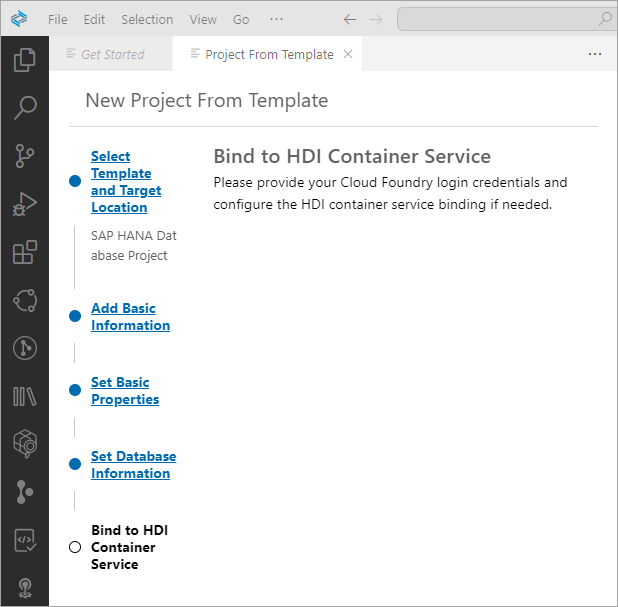 File Edit Selection View Go ···
Get Started
Project From Template
New Project From Template
Select
Template
and Target
Location
SAP HANA Dat
abase Project
Add Basic
Information
Set Basic
Properties
Set Database
Information
Bind to HDI
Container
Service
Bind to HDI Container Service
Please provide your Cloud Foundry login credentials and
configure the HDI container service binding if needed.